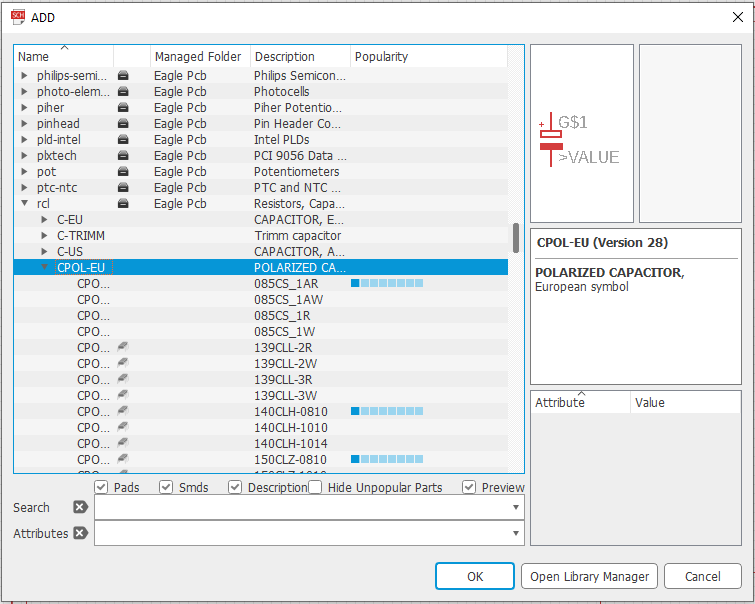 SCH ADD
Name Managed Folder Description Popularity
philips-semi... Eagle Pcb Philips Semicon...
photo-elem... Eagle Pcb Photocells
piher Eagle Pcb Piher Potentio...
pinhead Eagle Pcb Pin Header Co...
pld-intel Eagle Pcb Intel PLDs
plxtech Eagle Pcb PCI 9056 Data ...
pot Eagle Pcb Potentiometers
ptc-ntc Eagle Pcb PTC and NTC ...
rcl Eagle Pcb Resistors, Capa...
C-EU CAPACITOR, E...
C-TRIMM Trimm capacitor
C-US CAPACITOR, A...
CPOL-EU POLARIZED CA...
CPO... 085CS_1AR
CPO... 085CS_1AW
CPO... 085CS_1R
CPO... 085CS_1W
CPO... 139CLL-2R
CPO... 139CLL-2W
CPO... 139CLL-3R
CPO... 139CLL-3W
CPO... 140CLH-0810
CPO... 140CLH-1010
CPO... 140CLH-1014
CPO... 150CLZ-0810
CPO... 150CLZ-1010
Pads Smds Description Hide Unpopular Parts Preview
Search
Attributes
+ G$1
>VALUE
CPOL-EU (Version 28)
POLARIZED CAPACITOR,
European symbol
Attribute Value
OK Open Library Manager Cancel